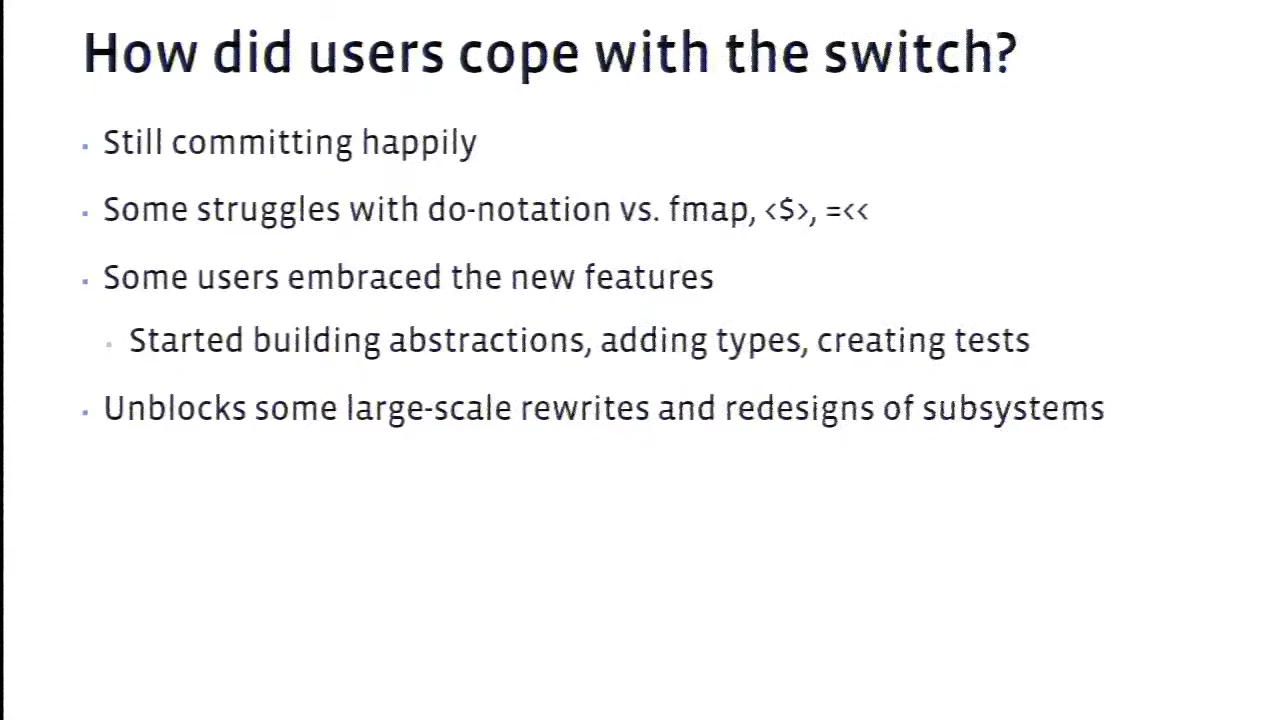 How did users cope with the switch?
Still committing happily
Some struggles with do-notation vs. fmap, <$>, =<<
Some users embraced the new features
Started building abstractions, adding types, creating tests
Unblocks some large-scale rewrites and redesigns of subsystems